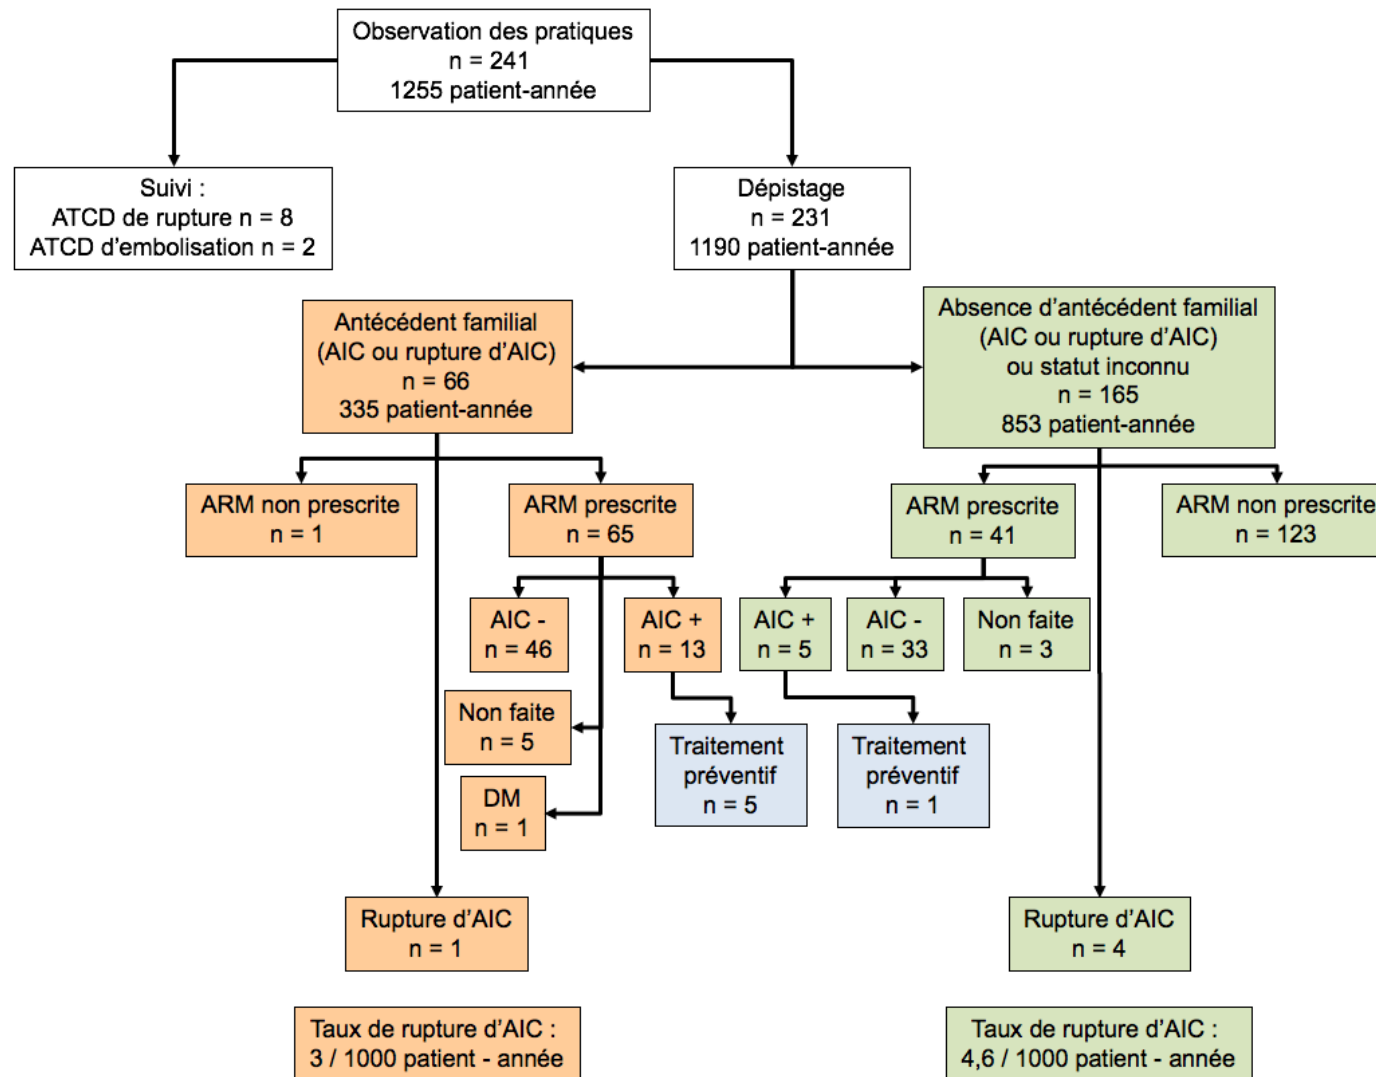 Observation des pratiques
n = 241
1255 patient-année
Suivi :
ATCD de rupture n = 8
ATCD d'embolisation n = 2
Dépistage
n = 231
1190 patient-année
Antécédent familial
(AIC ou rupture d'AIC)
n = 66
335 patient-année
Absence d'antécédent familial
(AIC ou rupture d'AIC)
ou statut inconnu
n = 165
853 patient-année
ARM non prescrite
n = 1
ARM prescrite
n = 65
ARM prescrite
n = 41
ARM non prescrite
n = 123
AIC -
n = 46
AIC +
n = 13
AIC +
n = 5
AIC -
n = 33
Non faite
n = 3
Non faite
n = 5
DM
n = 1
Traitement
préventif
n = 5
Traitement
préventif
n = 1
Rupture d'AIC
n = 1
Rupture d'AIC
n = 4
Taux de rupture d'AIC :
3 / 1000 patient - année
Taux de rupture d'AIC :
4,6 / 1000 patient - année